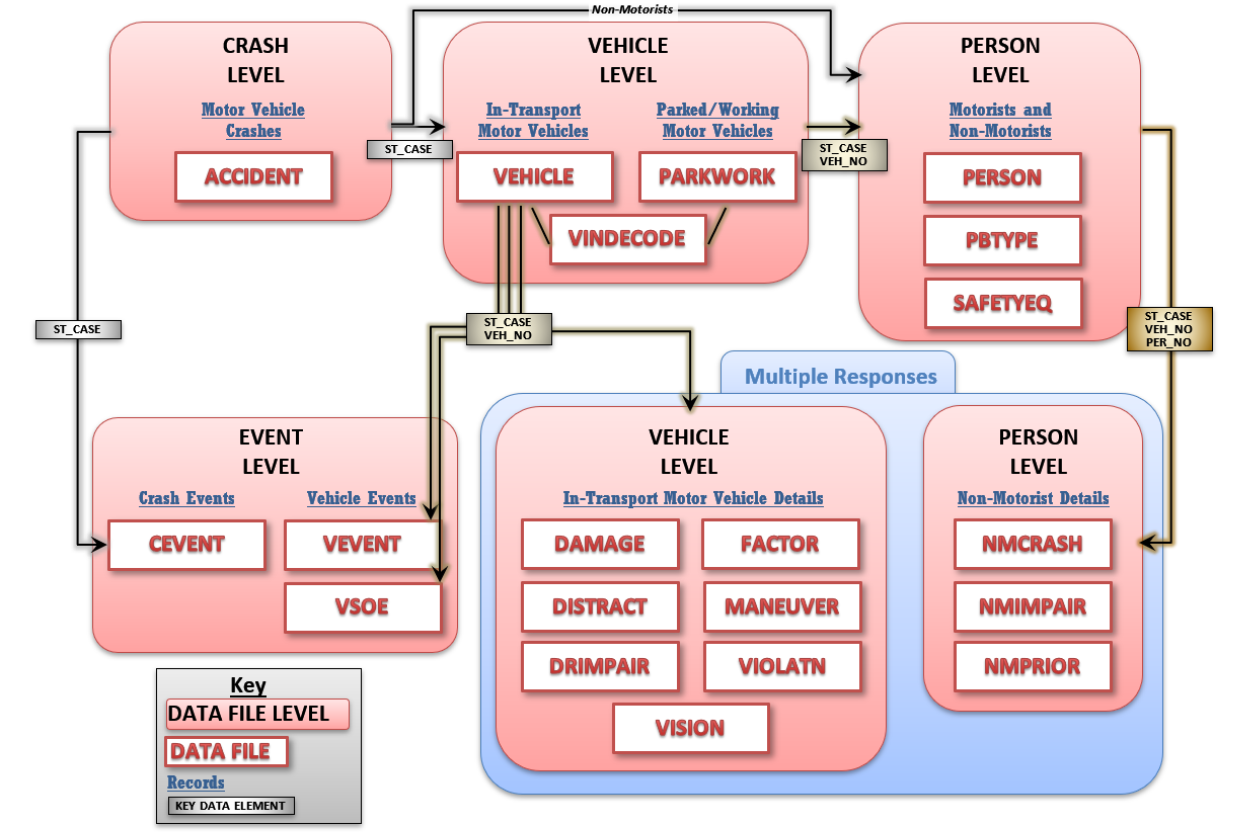 Non-Motorists
CRASH
LEVEL
Motor Vehicle
Crashes
ACCIDENT
ST_CASE
VEHICLE
LEVEL
In-Transport
Motor Vehicles
Parked/Working
Motor Vehicles
VEHICLE
PARKWORK
VINDECODE
ST_CASE
VEH_NO
PERSON
LEVEL
Motorists and
Non-Motorists
PERSON
PBTYPE
SAFETYEQ
ST_CASE
ST_CASE
VEH_NO
ST_CASE
VEH_NO
PER_NO
EVENT
LEVEL
Crash Events
Vehicle Events
CEVENT
VEVENT
VSOE
Multiple Responses
VEHICLE
LEVEL
In-Transport Motor Vehicle Details
DAMAGE
FACTOR
DISTRACT
MANEUVER
DRIMPAIR
VIOLATN
VISION
PERSON
LEVEL
Non-Motorist Details
NMCRASH
NMIMPAIR
NMPRIOR
Key
DATA FILE LEVEL
DATA FILE
Records
KEY DATA ELEMENT